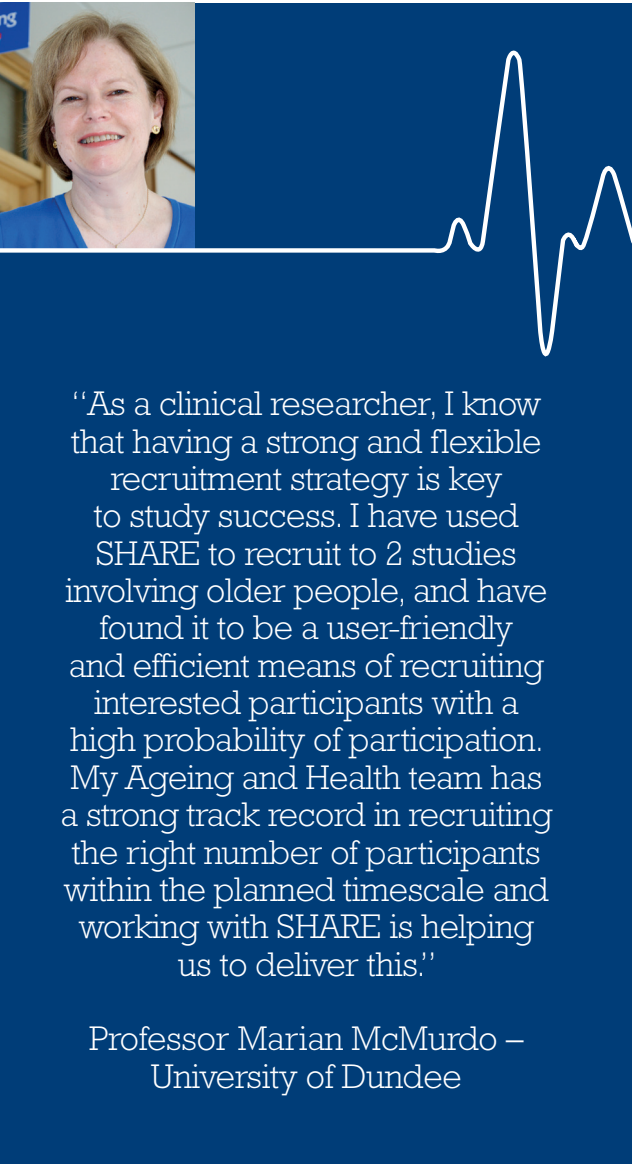 ng
“As a clinical researcher, I know
that having a strong and flexible
recruitment strategy is key
to study success. I have used
SHARE to recruit to 2 studies
involving older people, and have
found it to be a user-friendly
and efficient means of recruiting
interested participants with a
high probability of participation.
My Ageing and Health team has
a strong track record in recruiting
the right number of participants
within the planned timescale and
working with SHARE is helping
us to deliver this.”
Professor Marian McMurdo –
University of Dundee